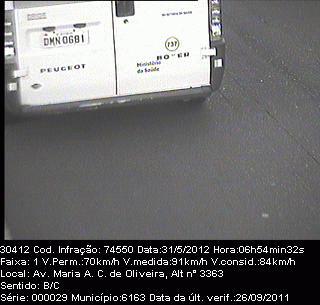 DMN 0681
737
PEUGEOT
BOXER
Ministério
da Saúde
30412 Cod. Infração: 74550 Data:31/5/2012 Hora:06h54min32s
Faixa: 1 V.Perm.:70km/h V.medida:91km/h V.consid.:84km/h
Local: Av. Maria A. C. de Oliveira, Alt nº 3363
Sentido: B/C
Série: 000029 Município:6163 Data da últ. verif.:26/09/2011